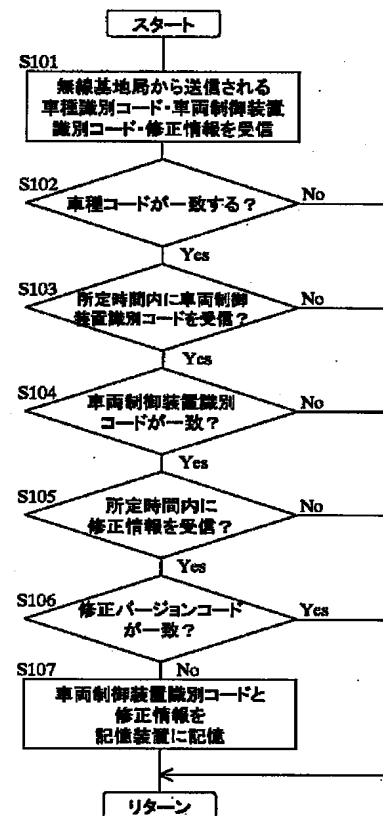 スタート
S101
無線基地局から送信される
車種識別コード・車両制御装置
識別コード・修正情報を受信
S102
車種コードが一致する？
No
Yes
S103
所定時間内に車両制御
装置識別コードを受信？
No
Yes
S104
車両制御装置識別
コードが一致？
No
Yes
S105
所定時間内に
修正情報を受信？
No
Yes
S106
修正バージョンコード
が一致？
Yes
No
S107
車両制御装置識別コードと
修正情報を
記憶装置に記憶
リターン